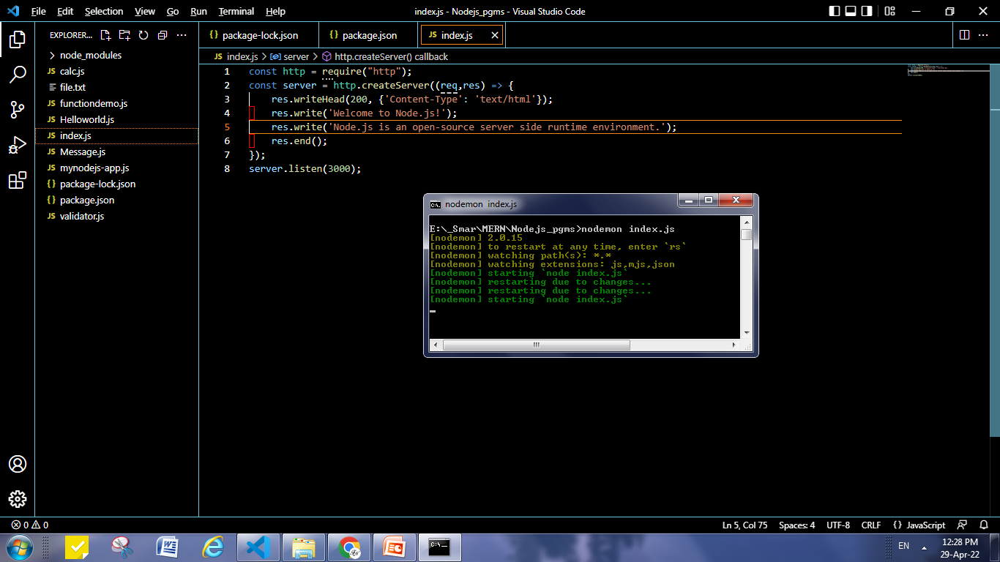 File Edit Selection View Go Run Terminal Help
index.js - Nodejs_pgms - Visual Studio Code
EXPLORER...
node_modules
JS calc.js
file.txt
JS functiondemo.js
JS Helloworld.js
JS index.js
JS Message.js
JS mynodejs-app.js
{} package-lock.json
{} package.json
JS validator.js
{} package-lock.json {} package.json JS index.js
JS index.js > server > http.createServer() callback
1 const http = require("http");
2 const server = http.createServer((req,res) => {
3 res.writeHead(200, {'Content-Type': 'text/html'});
4 res.write('Welcome to Node.js!');
5 res.write('Node.js is an open-source server side runtime environment.');
6 res.end();
7 });
8 server.listen(3000);
nodemon index.js
E:\_Smar\MERN\Nodejs_pgms>nodemon index.js
[nodemon] 2.0.15
[nodemon] to restart at any time, enter `rs`
[nodemon] watching path(s): *.*
[nodemon] watching extensions: js,mjs,json
[nodemon] starting `node index.js`
[nodemon] restarting due to changes...
[nodemon] restarting due to changes...
[nodemon] starting `node index.js`
0 0
Ln 5, Col 75 Spaces: 4 UTF-8 CRLF {} JavaScript
EN
12:28 PM
29-Apr-22